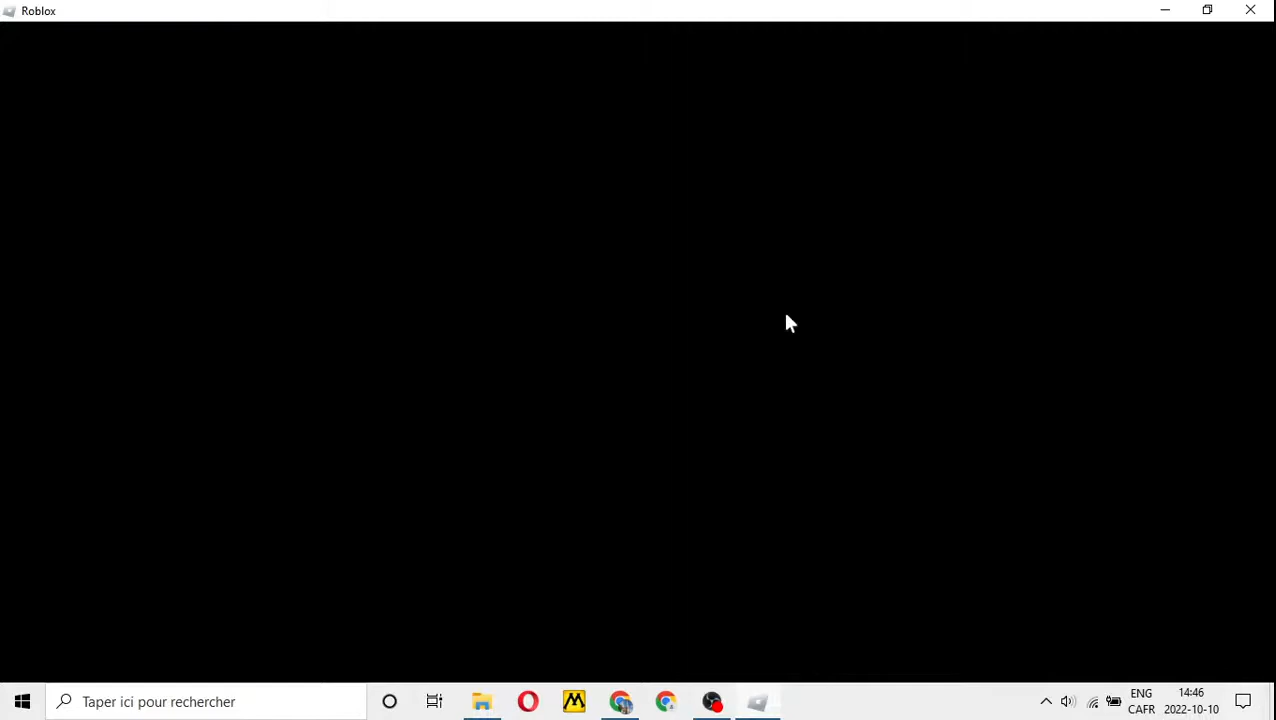 Roblox
Taper ici pour rechercher
ENG
CAFR
14:46
2022-10-10